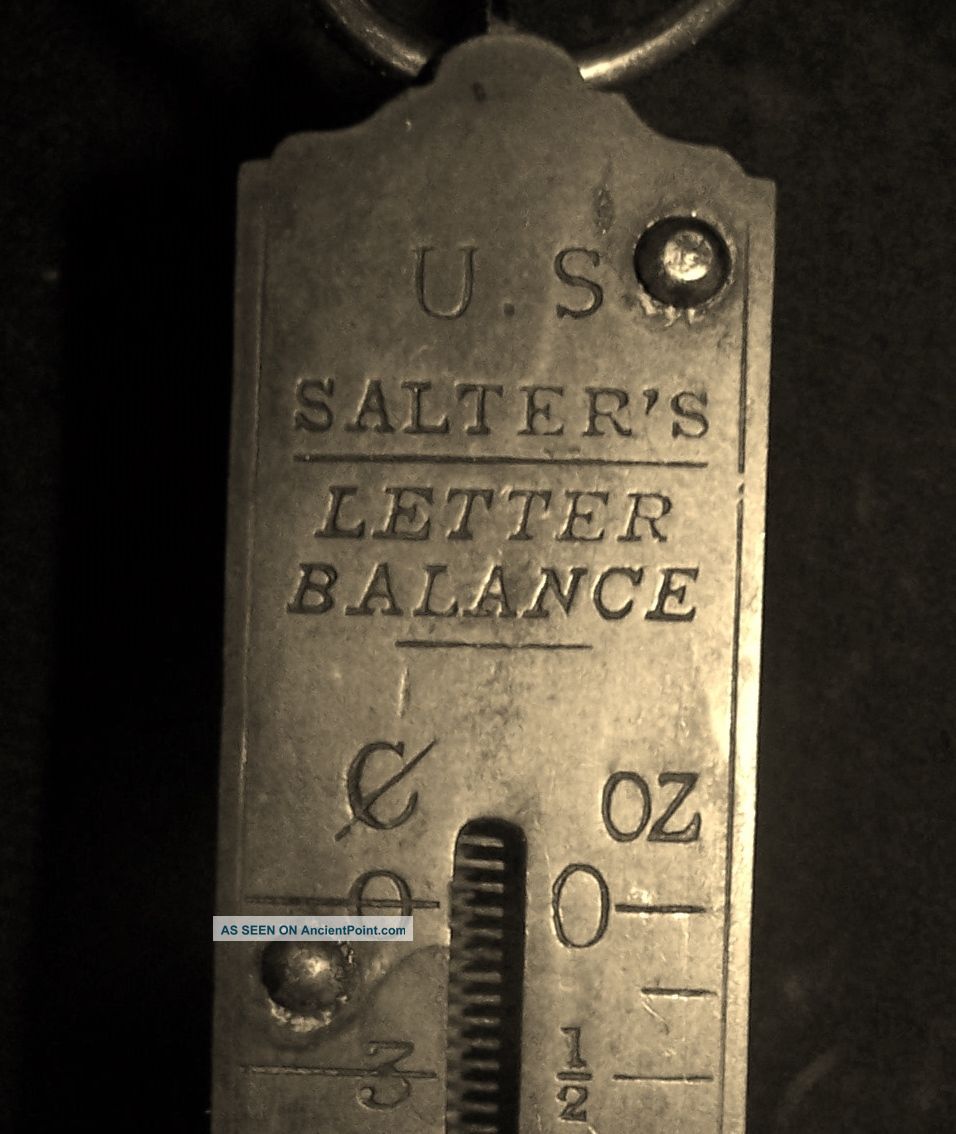 U.S
SALTER'S
LETTER
BALANCE
₵ OZ
0 0
AS SEEN ON AncientPoint.com
3 1/2